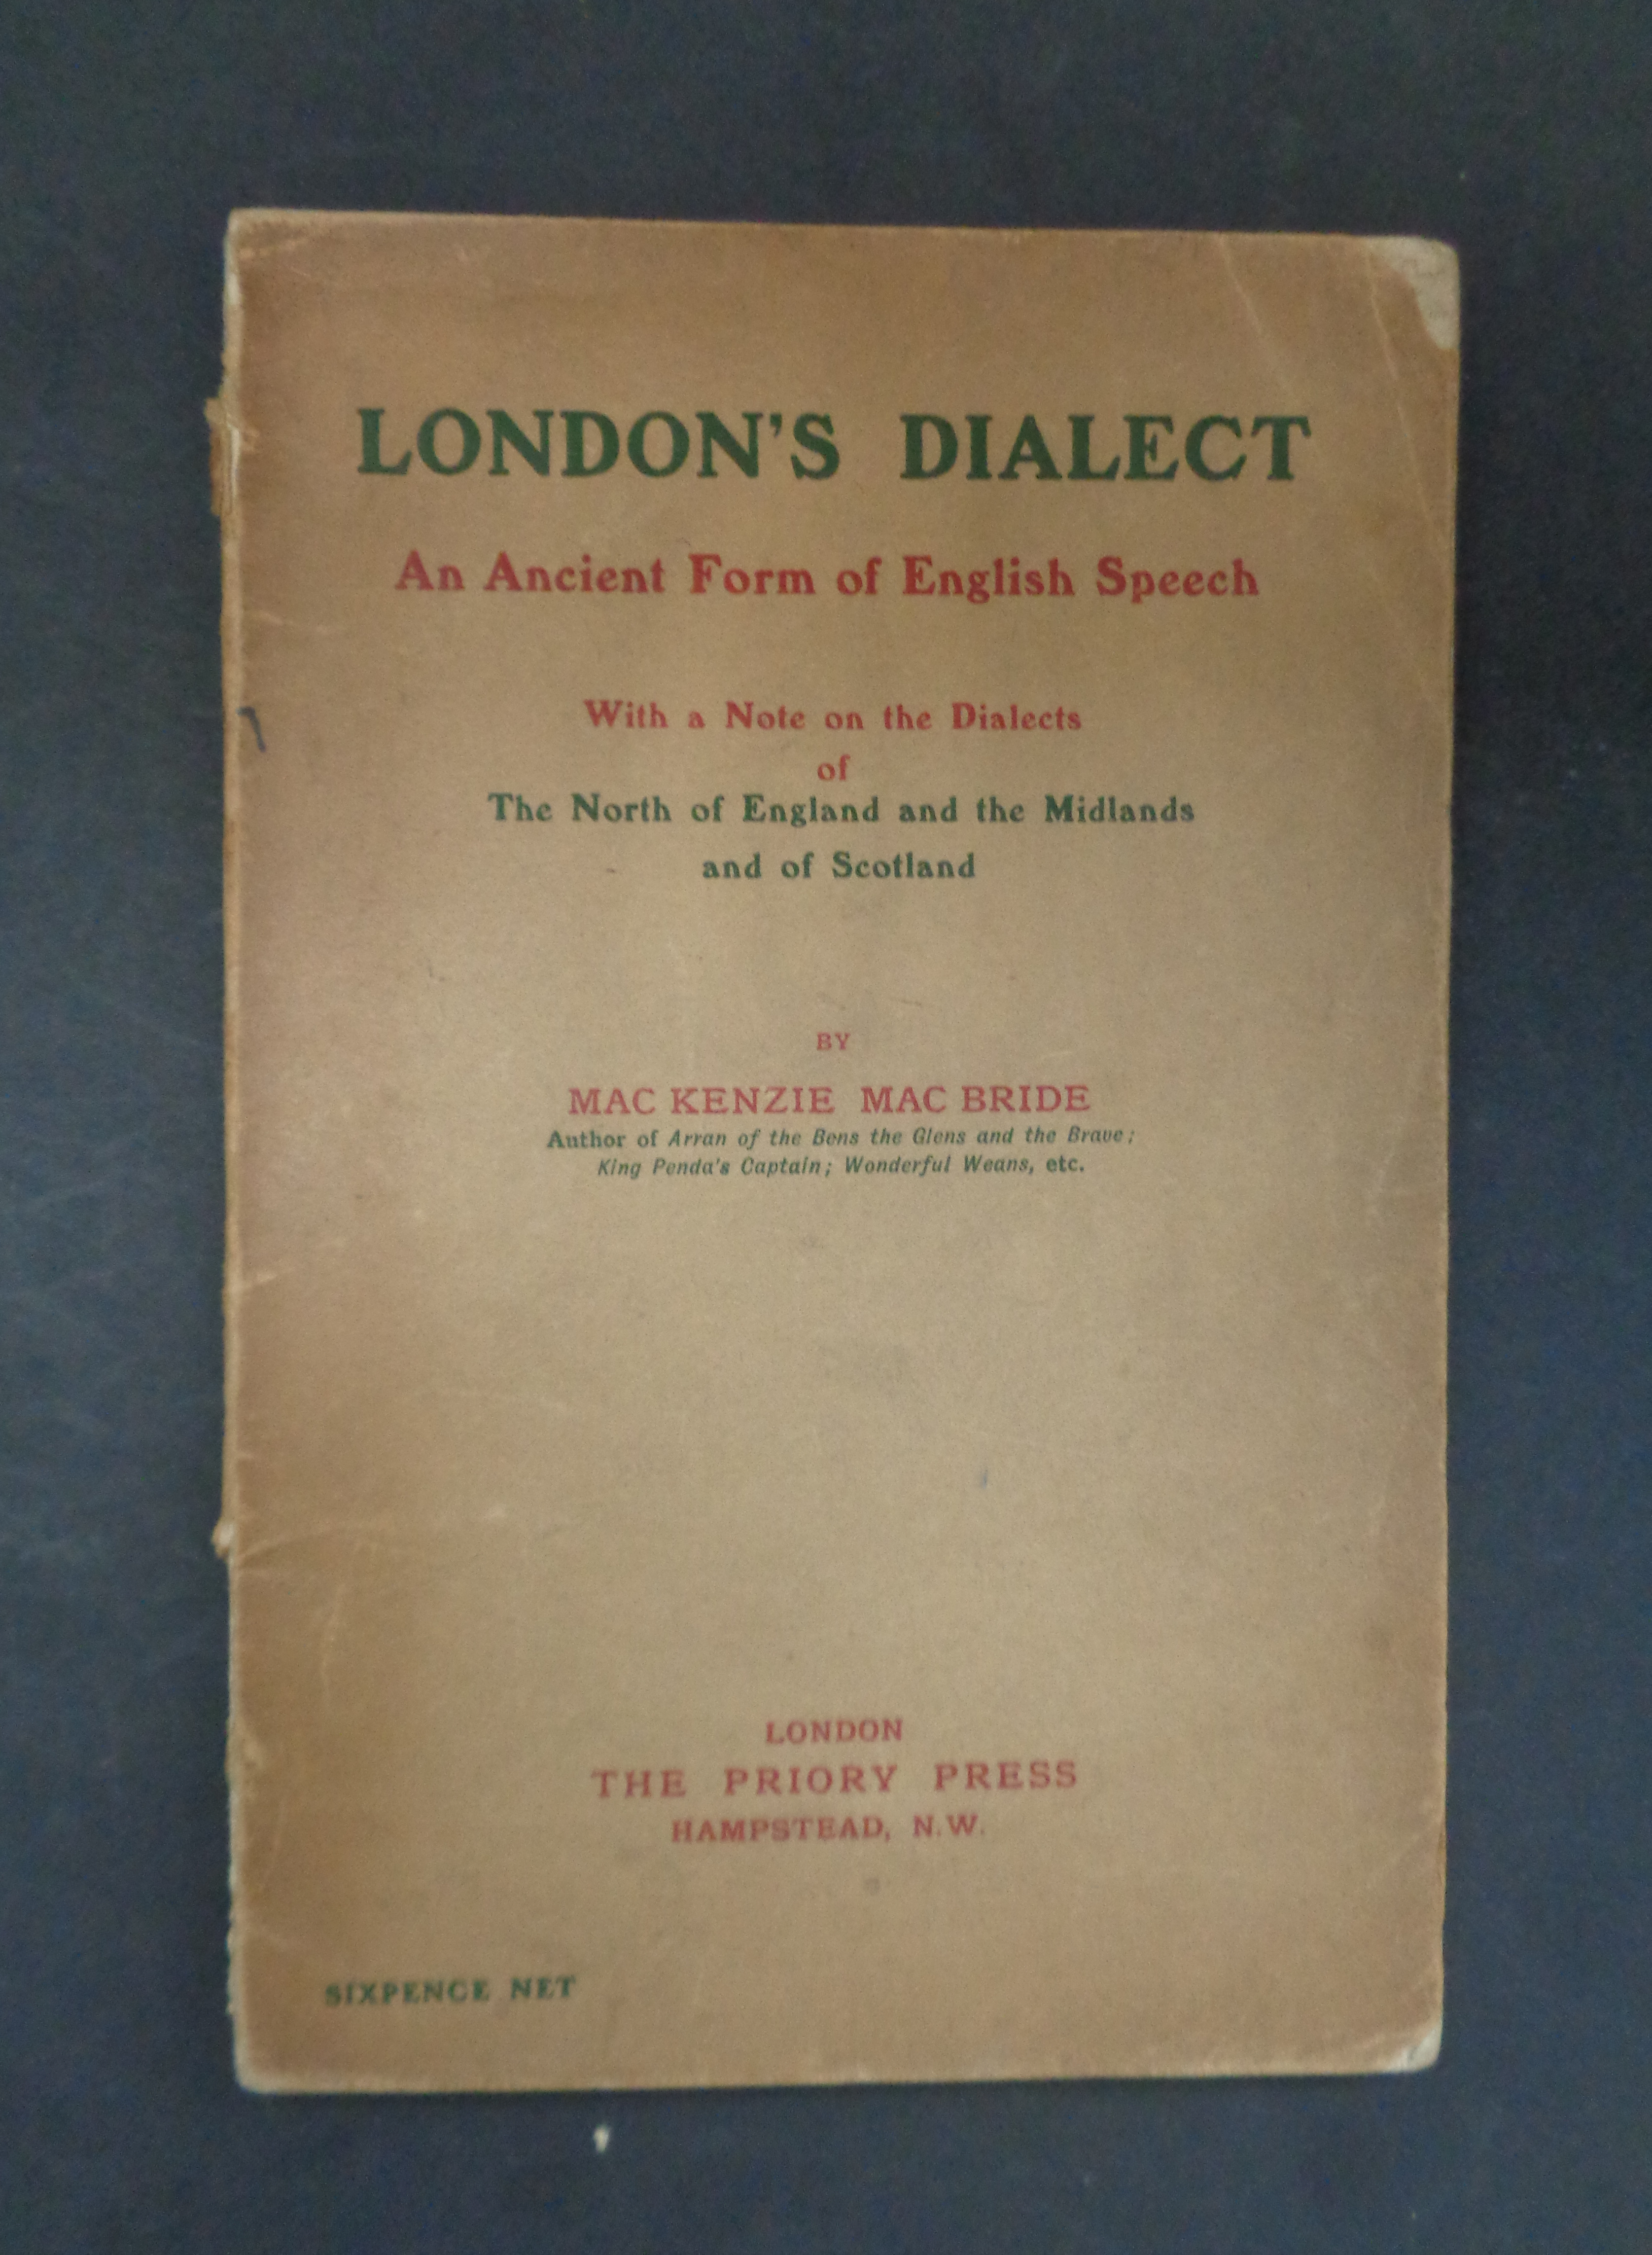 LONDON'S DIALECT
An Ancient Form of English Speech
With a Note on the Dialects
of
The North of England and the Midlands
and of Scotland
BY
MAC KENZIE MAC BRIDE
Author of Arran of the Bens the Glens and the Brave;
King Penda's Captain; Wonderful Weans, etc.
LONDON
THE PRIORY PRESS
HAMPSTEAD, N.W.
SIXPENCE NET